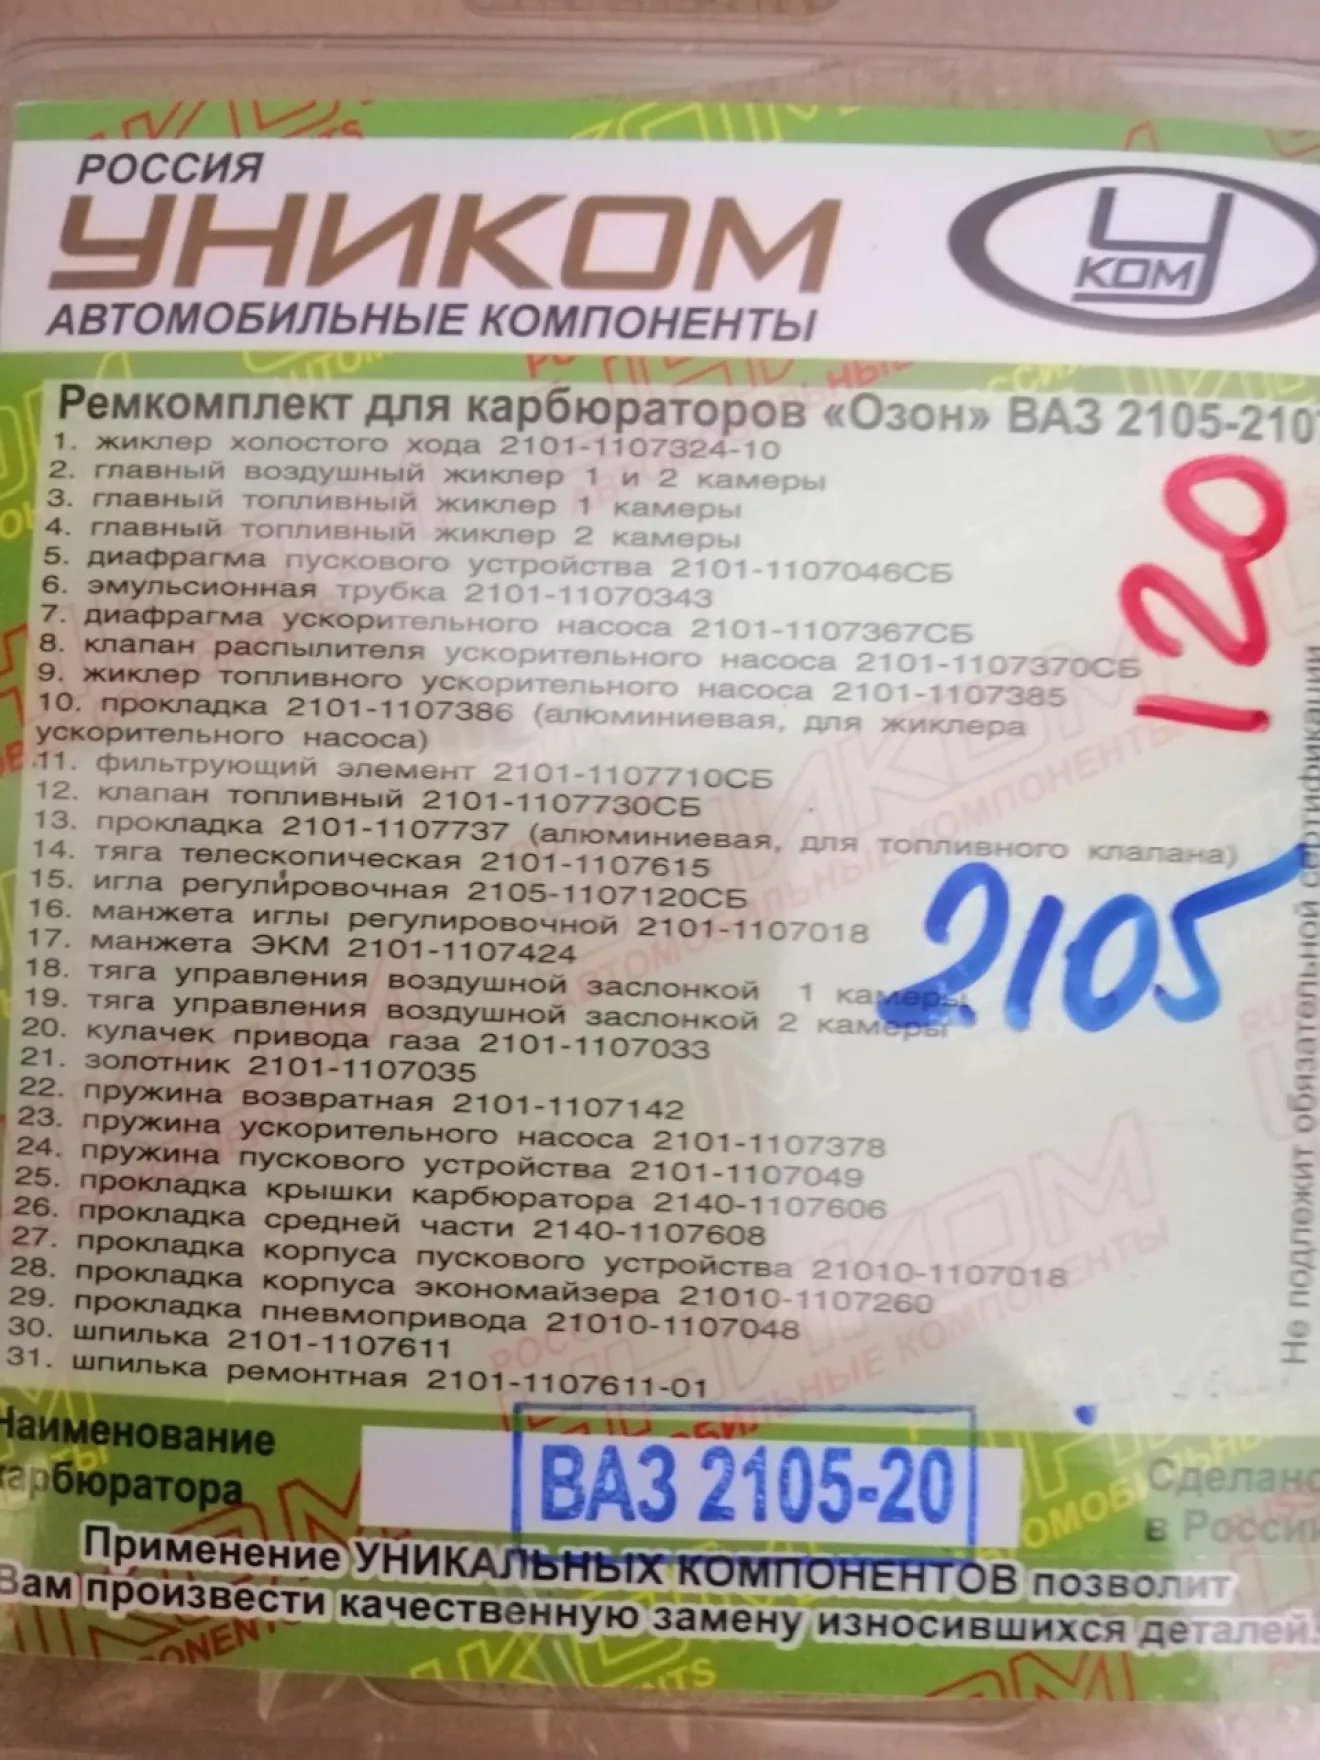 РОССИЯ
УНИКОМ
АВТОМОБИЛЬНЫЕ КОМПОНЕНТЫ
У
КОМ
Ремкомплект для карбюраторов «Озон» ВАЗ 2105-2107
1. жиклер холостого хода 2101-1107324-10
2. главный воздушный жиклер 1 и 2 камеры
3. главный топливный жиклер 1 камеры
4. главный топливный жиклер 2 камеры
5. диафрагма пускового устройства 2101-1107046СБ
6. эмульсионная трубка 2101-11070343
7. диафрагма ускорительного насоса 2101-1107367СБ
8. клапан распылителя ускорительного насоса 2101-1107370СБ
9. жиклер топливного ускорительного насоса 2101-1107385
10. прокладка 2101-1107386 (алюминиевая, для жиклера
ускорительного насоса)
11. фильтрующий элемент 2101-1107710СБ
12. клапан топливный 2101-1107730СБ
13. прокладка 2101-1107737 (алюминиевая, для топливного клапана)
14. тяга телескопическая 2101-1107615
15. игла регулировочная 2105-1107120СБ
16. манжета иглы регулировочной 2101-1107018
17. манжета ЭКМ 2101-1107424
18. тяга управления воздушной заслонкой 1 камеры
19. тяга управления воздушной заслонкой 2 камеры
20. кулачек привода газа 2101-1107033
21. золотник 2101-1107035
22. пружина возвратная 2101-1107142
23. пружина ускорительного насоса 2101-1107378
24. пружина пускового устройства 2101-1107049
25. прокладка крышки карбюратора 2140-1107606
26. прокладка средней части 2140-1107608
27. прокладка корпуса пускового устройства 21010-1107018
28. прокладка корпуса экономайзера 21010-1107260
29. прокладка пневмопривода 21010-1107048
30. шпилька 2101-1107611
31. шпилька ремонтная 2101-1107611-01
120
2105
Не подлежит обязательной сертификации
Наименование
карбюратора
ВАЗ 2105-20
Сделано
в России
Применение УНИКАЛЬНЫХ КОМПОНЕНТОВ позволит
Вам произвести качественную замену износившихся деталей.